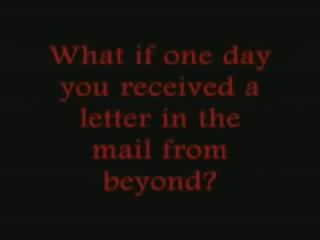 What if one day
you received a
letter in the
mail from
beyond?